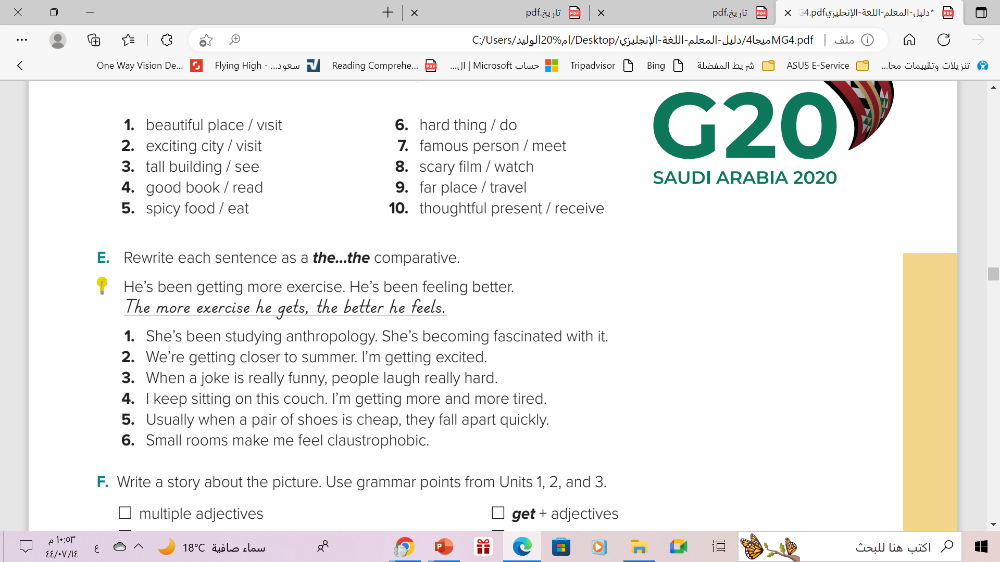 *دليل-المعلم-اللغة-الإنجليزيG4.pdf
تاريخ.pdf
تاريخ.pdf
ملف
C:/Users/ام%20الوليد/Desktop/ميجا4/دليل-المعلم-اللغة-الإنجليزيMG4.pdf
تنزيلات وتقييمات مجا...
ASUS E-Service
شريط المفضلة
Bing
Tripadvisor
حساب Microsoft | ال...
Reading Comprehe...
Flying High - سعود...
One Way Vision De...
G20
SAUDI ARABIA 2020
1. beautiful place / visit
2. exciting city / visit
3. tall building / see
4. good book / read
5. spicy food / eat
6. hard thing / do
7. famous person / meet
8. scary film / watch
9. far place / travel
10. thoughtful present / receive
E. Rewrite each sentence as a the...the comparative.
He's been getting more exercise. He's been feeling better.
The more exercise he gets, the better he feels.
1. She's been studying anthropology. She's becoming fascinated with it.
2. We're getting closer to summer. I'm getting excited.
3. When a joke is really funny, people laugh really hard.
4. I keep sitting on this couch. I'm getting more and more tired.
5. Usually when a pair of shoes is cheap, they fall apart quickly.
6. Small rooms make me feel claustrophobic.
F. Write a story about the picture. Use grammar points from Units 1, 2, and 3.
multiple adjectives
get + adjectives
اكتب هنا للبحث
18°C سماء صافية
ع
١٠:٥٣ م
٤٤/٠٧/١٤